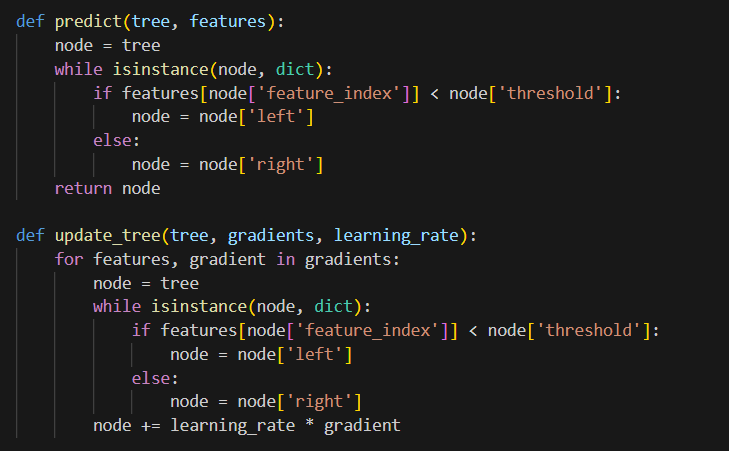 def predict(tree, features):
    node = tree
    while isinstance(node, dict):
        if features[node['feature_index']] < node['threshold']:
            node = node['left']
        else:
            node = node['right']
    return node

def update_tree(tree, gradients, learning_rate):
    for features, gradient in gradients:
        node = tree
        while isinstance(node, dict):
            if features[node['feature_index']] < node['threshold']:
                node = node['left']
            else:
                node = node['right']
        node += learning_rate * gradient